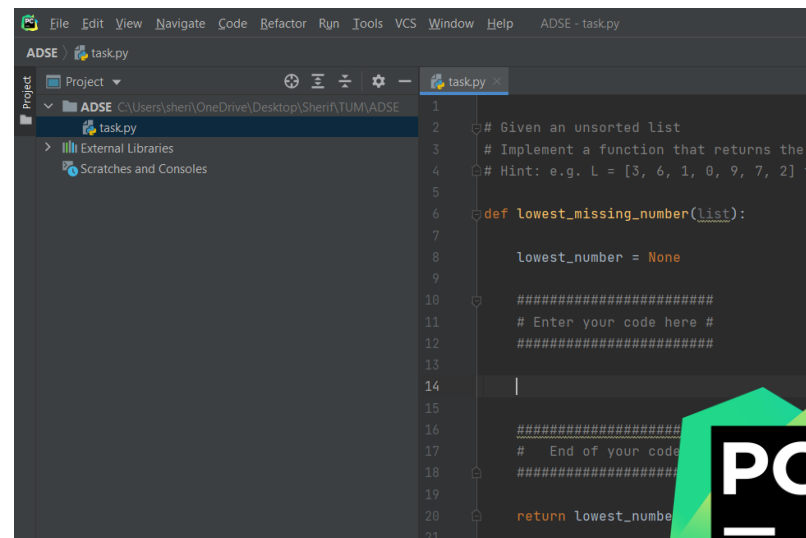 PC File Edit View Navigate Code Refactor Run Tools VCS Window Help ADSE - task.py
ADSE task.py
Project
Project
task.py
ADSE C:\Users\sheri\OneDrive\Desktop\Sherif\TUM\ADSE
task.py
External Libraries
Scratches and Consoles
1
2 # Given an unsorted list
3 # Implement a function that returns the
4 # Hint: e.g. L = [3, 6, 1, 0, 9, 7, 2]
5
6 def lowest_missing_number(list):
7
8 lowest_number = None
9
10 ########################
11 # Enter your code here #
12 ########################
13
14
15
16 ####################
17 # End of your code
18 ####################
19
20 return lowest_numbe
21
PC